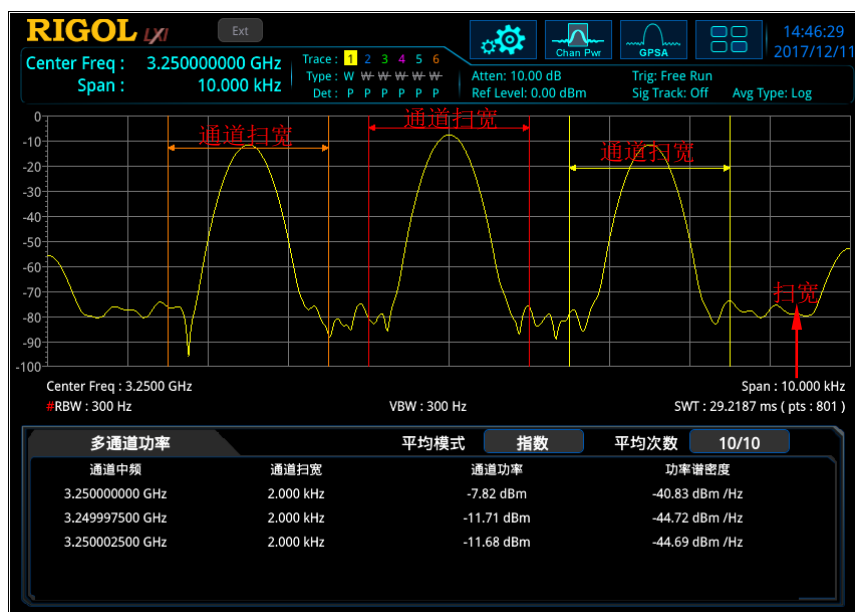 RIGOL LXI Ext Chan Pwr GPSA 14:46:29
2017/12/11
Center Freq : 3.250000000 GHz
Span : 10.000 kHz
Trace : 1 2 3 4 5 6
Type : W W W W W W
Det : P P P P P P
Atten: 10.00 dB
Ref Level: 0.00 dBm
Trig: Free Run
Sig Track: Off
Avg Type: Log
0
-10
-20
-30
-40
-50
-60
-70
-80
-90
-100
通道扫宽
通道扫宽
通道扫宽
扫宽
Center Freq : 3.2500 GHz Span : 10.000 kHz
#RBW : 300 Hz VBW : 300 Hz SWT : 29.2187 ms ( pts : 801 )
多通道功率 平均模式 指数 平均次数 10/10
通道中频 通道扫宽 通道功率 功率谱密度
3.250000000 GHz 2.000 kHz -7.82 dBm -40.83 dBm /Hz
3.249997500 GHz 2.000 kHz -11.71 dBm -44.72 dBm /Hz
3.250002500 GHz 2.000 kHz -11.68 dBm -44.69 dBm /Hz